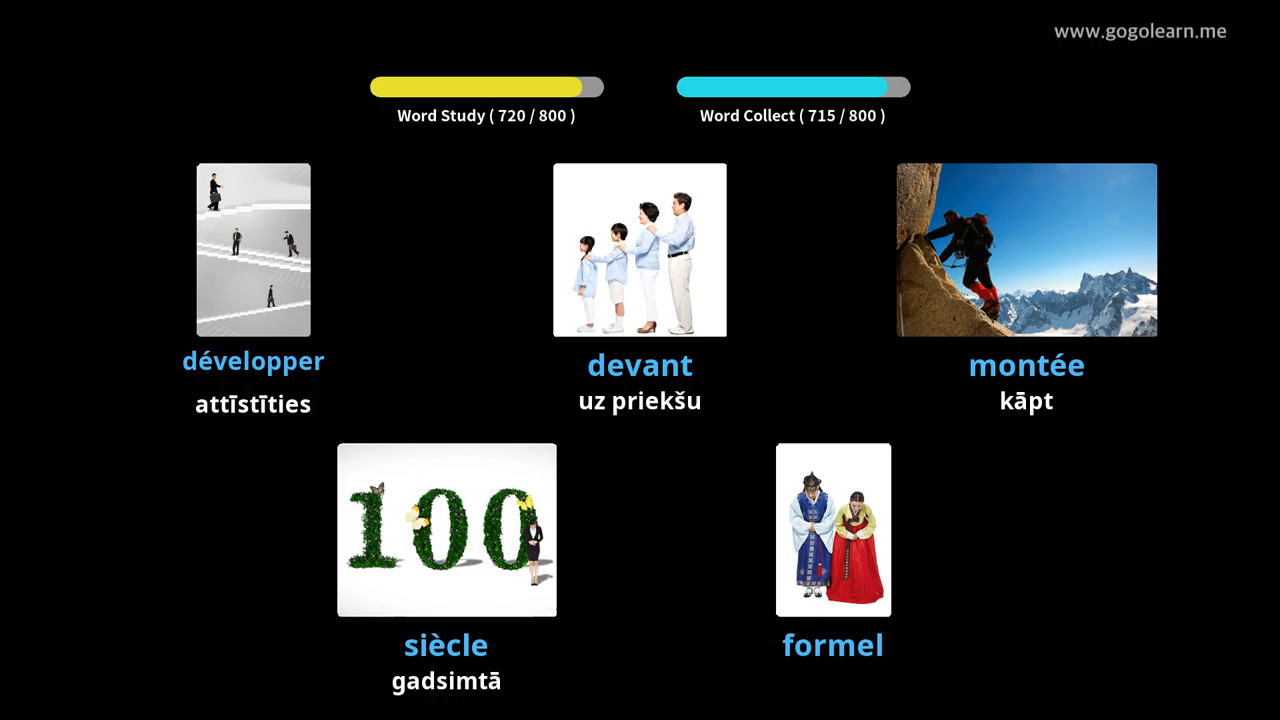 www.gogolearn.me
Word Study ( 720 / 800 )
Word Collect ( 715 / 800 )
développer
attīstīties
devant
uz priekšu
montée
kāpt
100
siècle
gadsimtā
formel